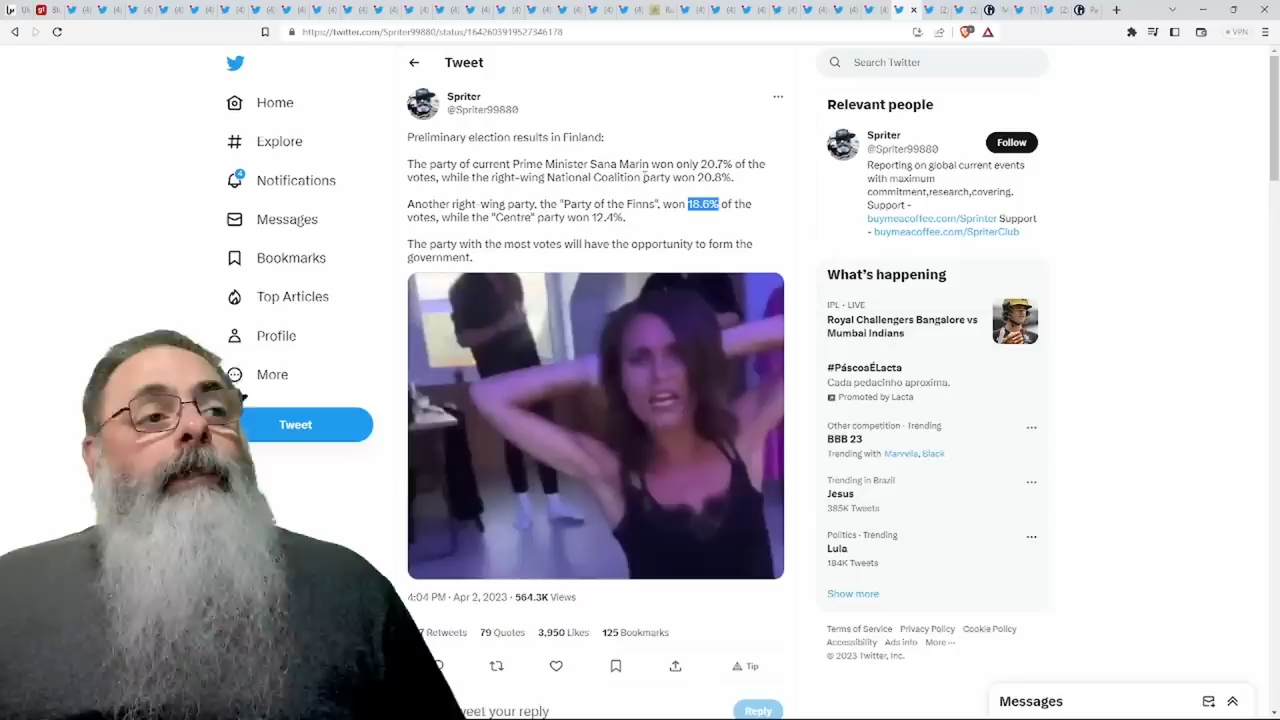 https://twitter.com/Spriter99880/status/1642603919527346178
VPN
Home
Explore
4
Notifications
Messages
Bookmarks
Top Articles
Profile
More
Tweet
Tweet
Spriter
@Spriter99880
Preliminary election results in Finland:
The party of current Prime Minister Sana Marin won only 20.7% of the
votes, while the right-wing National Coalition party won 20.8%.
Another right-wing party, the "Party of the Finns", won 18.6% of the
votes, while the "Centre" party won 12.4%.
The party with the most votes will have the opportunity to form the
government.
4:04 PM · Apr 2, 2023 · 564.3K Views
Retweets 79 Quotes 3,950 Likes 125 Bookmarks
Tip
your reply
Reply
Search Twitter
Relevant people
Spriter
@Spriter99880
Follow
Reporting on global current events
with maximum
commitment,research,covering.
Support -
buymeacoffee.com/Sprinter Support
- buymeacoffee.com/SpriterClub
What's happening
IPL · LIVE
Royal Challengers Bangalore vs
Mumbai Indians
#PáscoaÉLacta
Cada pedacinho aproxima.
Promoted by Lacta
Other competition · Trending
BBB 23
Trending with Marvvila, Black
Trending in Brazil
Jesus
385K Tweets
Politics · Trending
Lula
184K Tweets
Show more
Terms of Service Privacy Policy Cookie Policy
Accessibility Ads info More ···
© 2023 Twitter, Inc.
Messages